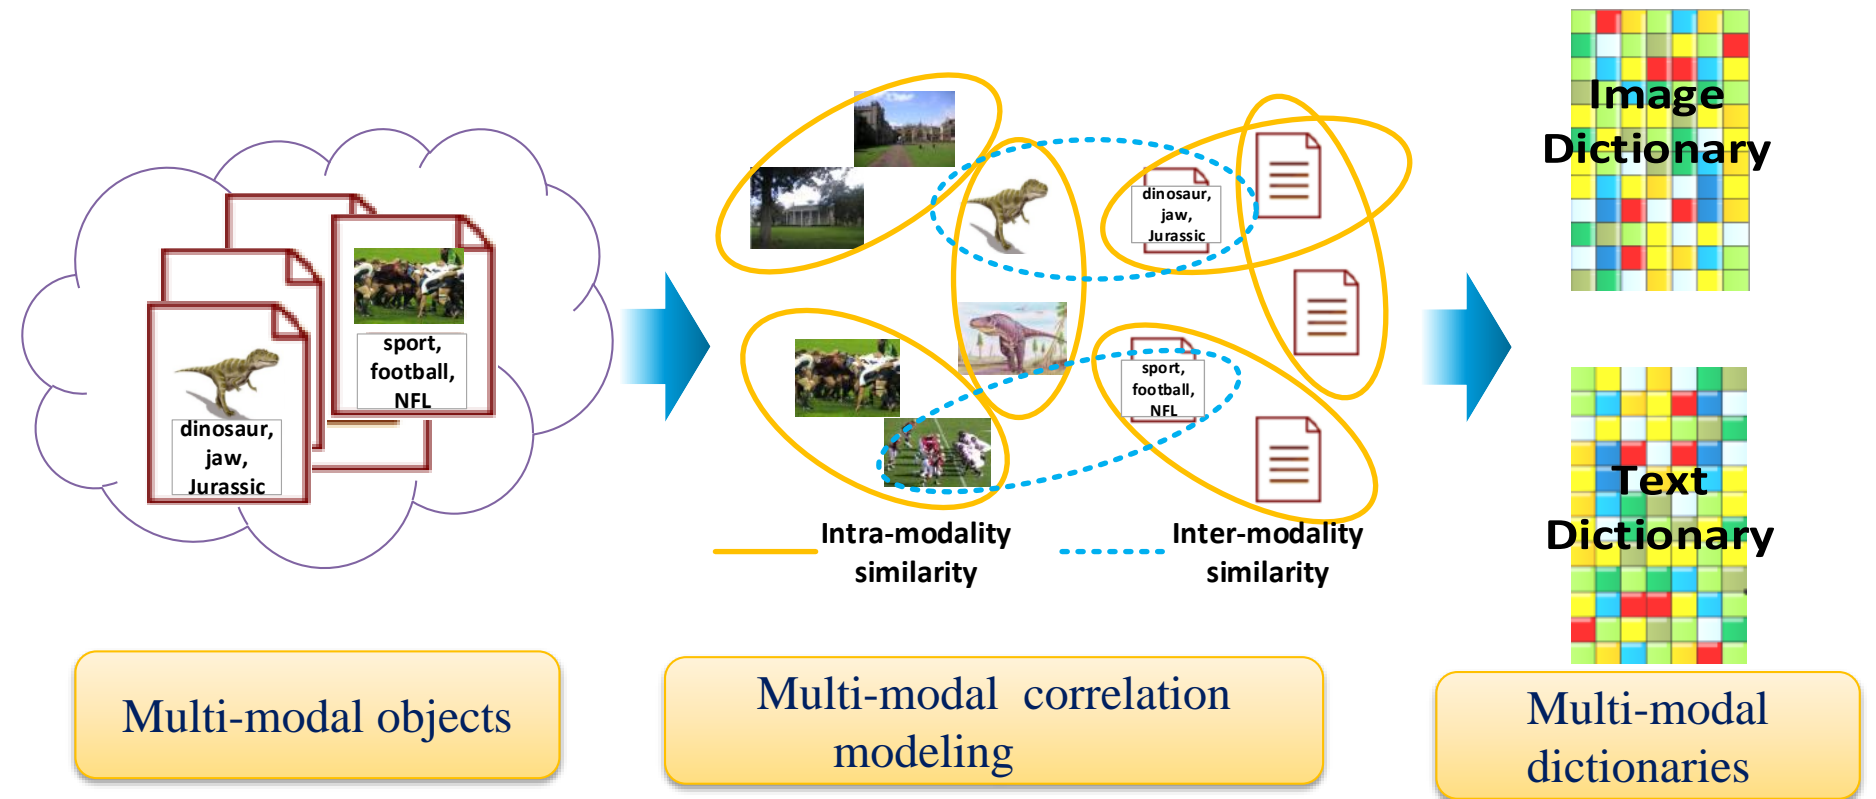 sport,
football,
NFL
dinosaur,
jaw,
Jurassic
Multi-modal objects
dinosaur,
jaw,
Jurassic
sport,
football,
NFL
Intra-modality
similarity
Inter-modality
similarity
Multi-modal correlation
modeling
Image
Dictionary
Text
Dictionary
Multi-modal
dictionaries